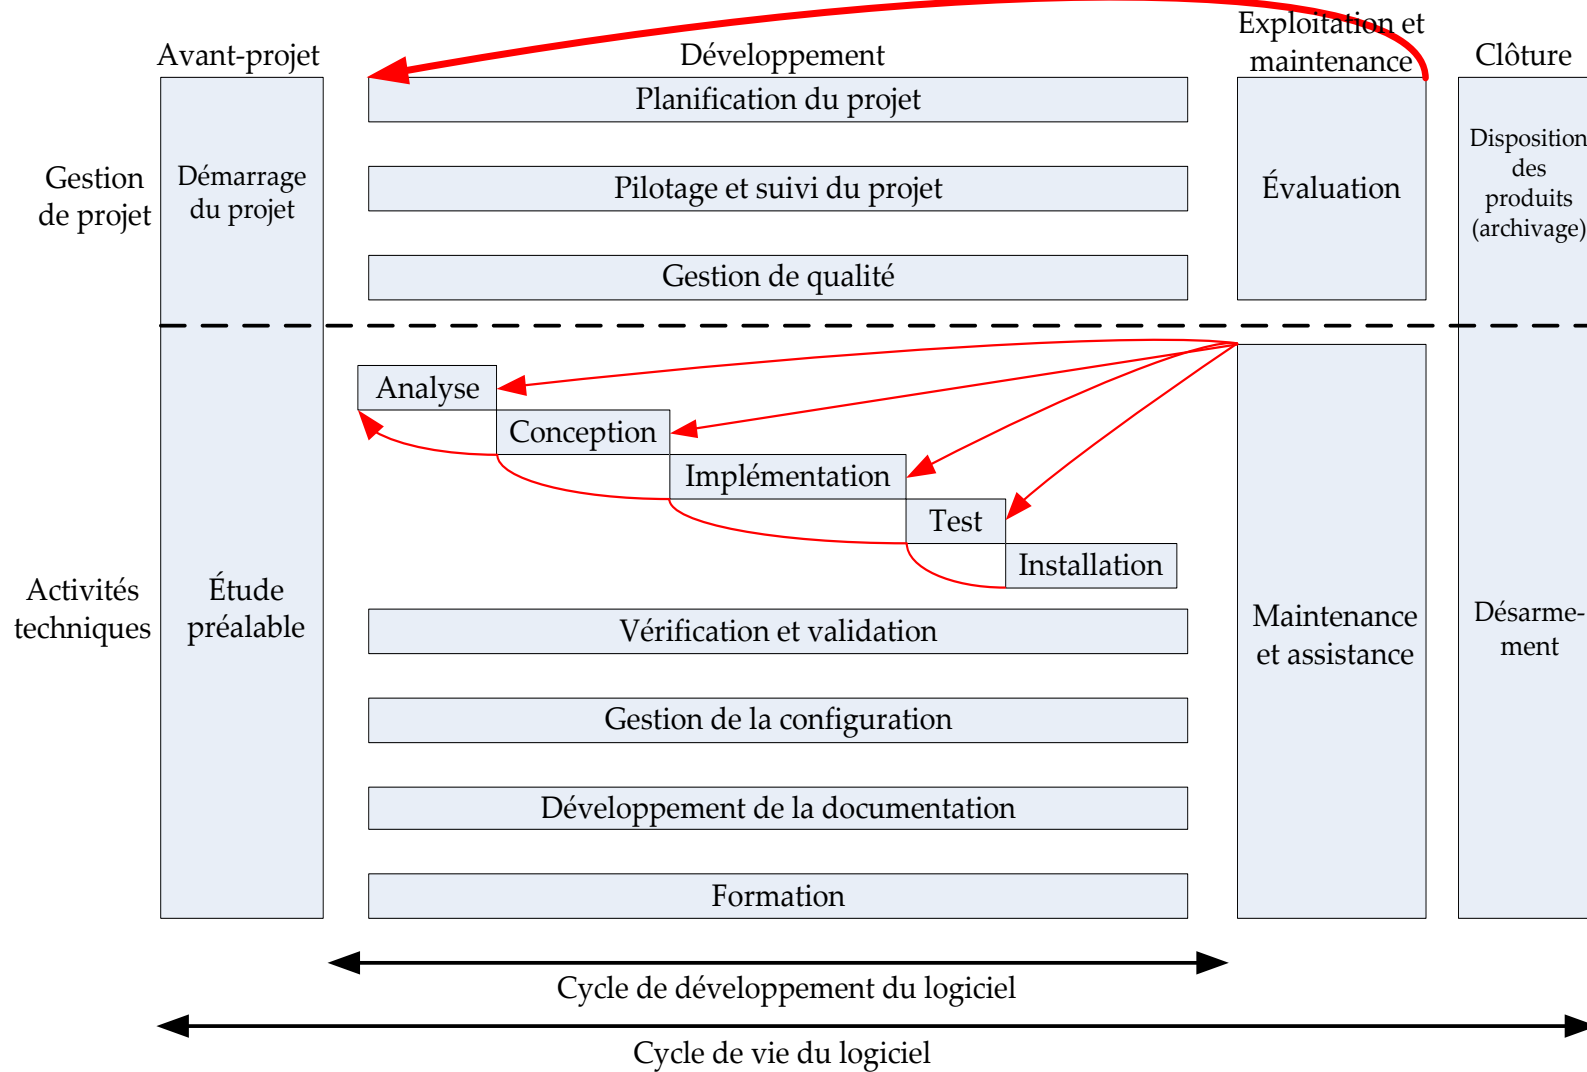 Avant-projet
Développement
Exploitation et
maintenance
Clôture
Gestion
de projet
Démarrage
du projet
Planification du projet
Pilotage et suivi du projet
Gestion de qualité
Évaluation
Disposition
des
produits
(archivage)
Activités
techniques
Étude
préalable
Analyse
Conception
Implémentation
Test
Installation
Vérification et validation
Gestion de la configuration
Développement de la documentation
Formation
Maintenance
et assistance
Désarme-
ment
Cycle de développement du logiciel
Cycle de vie du logiciel